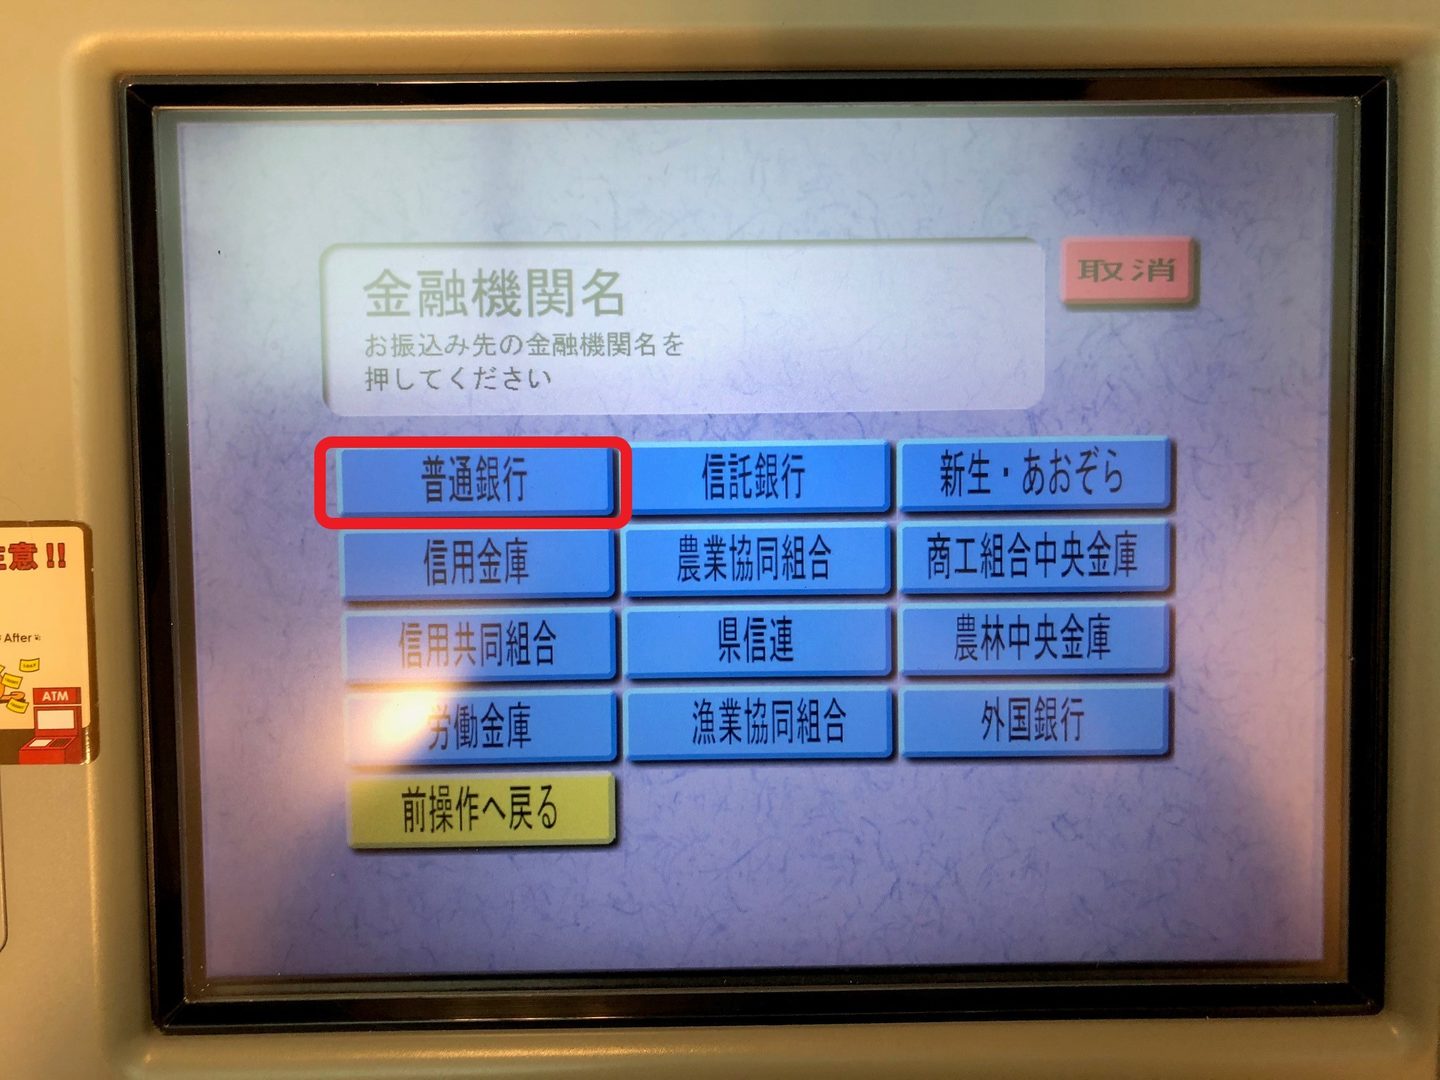 金融機関名
お振込み先の金融機関名を
押してください
取消
普通銀行
信託銀行
新生・あおぞら
信用金庫
農業協同組合
商工組合中央金庫
信用共同組合
県信連
農林中央金庫
労働金庫
漁業協同組合
外国銀行
前操作へ戻る
意!!
After
ATM